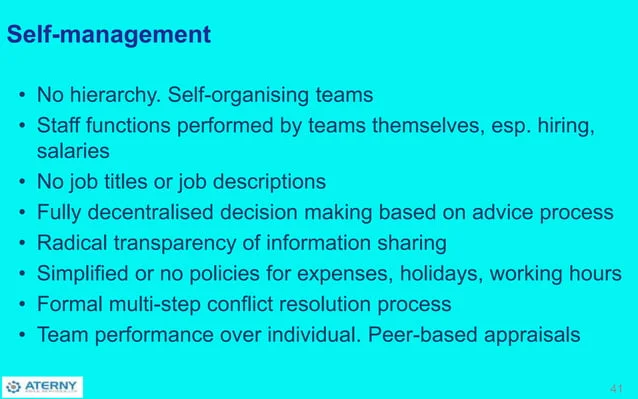 Self-management
• No hierarchy. Self-organising teams
• Staff functions performed by teams themselves, esp. hiring,
salaries
• No job titles or job descriptions
• Fully decentralised decision making based on advice process
• Radical transparency of information sharing
• Simplified or no policies for expenses, holidays, working hours
• Formal multi-step conflict resolution process
• Team performance over individual. Peer-based appraisals
ATERNY
41